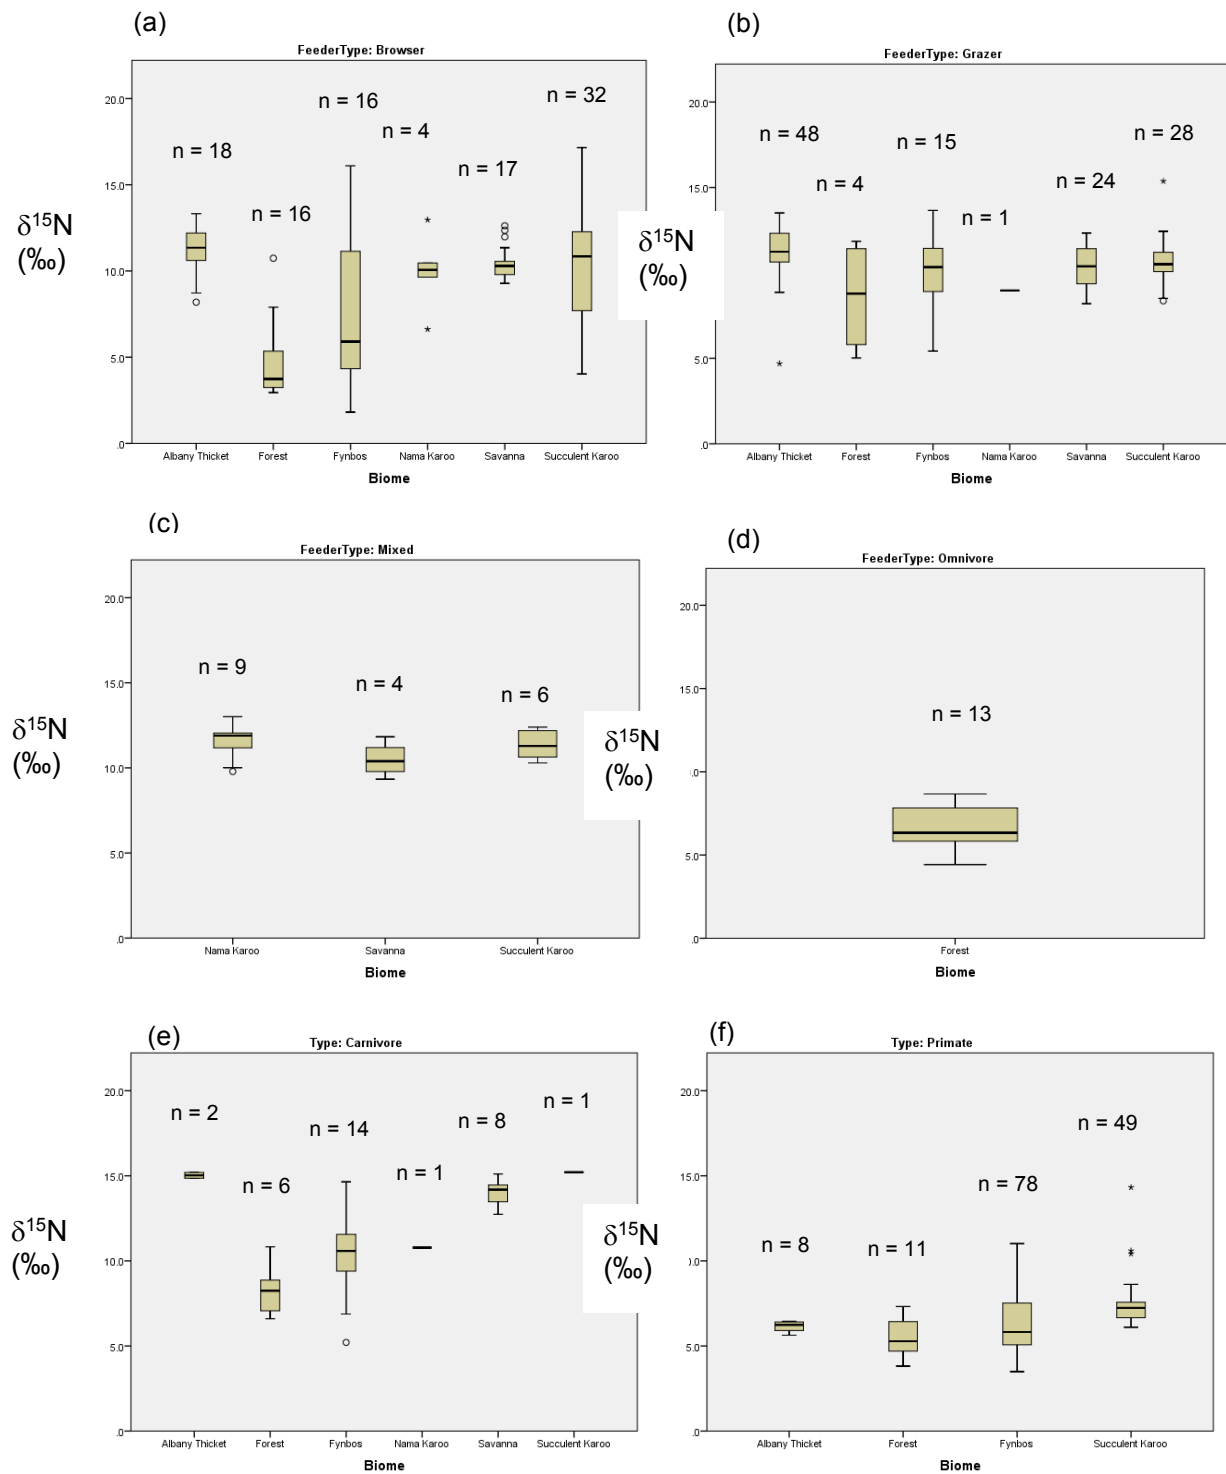 (a)
FeederType: Browser
20.0
15.0
10.0
5.0
.0
δ15N
(‰)
n = 18
n = 16
n = 16
n = 4
n = 17
n = 32
Albany Thicket Forest Fynbos Nama Karoo Savanna Succulent Karoo
Biome
(b)
FeederType: Grazer
20.0
15.0
5.0
.0
δ15N
(‰)
n = 48
n = 4
n = 15
n = 1
n = 24
n = 28
Albany Thicket Forest Fynbos Nama Karoo Savanna Succulent Karoo
Biome
(c)
FeederType: Mixed
20.0
15.0
10.0
5.0
.0
δ15N
(‰)
n = 9
n = 4
n = 6
Nama Karoo Savanna Succulent Karoo
Biome
(d)
FeederType: Omnivore
20.0
15.0
.0
5.0
.0
δ15N
(‰)
n = 13
Forest
Biome
(e)
Type: Carnivore
20.0
15.0
10.0
5.0
.0
δ15N
(‰)
n = 2
n = 6
n = 14
n = 1
n = 8
n = 1
Albany Thicket Forest Fynbos Nama Karoo Savanna Succulent Karoo
Biome
(f)
Type: Primate
20.0
15.0
.0
5.0
.0
δ15N
(‰)
n = 8
n = 11
n = 78
n = 49
Albany Thicket Forest Fynbos Succulent Karoo
Biome